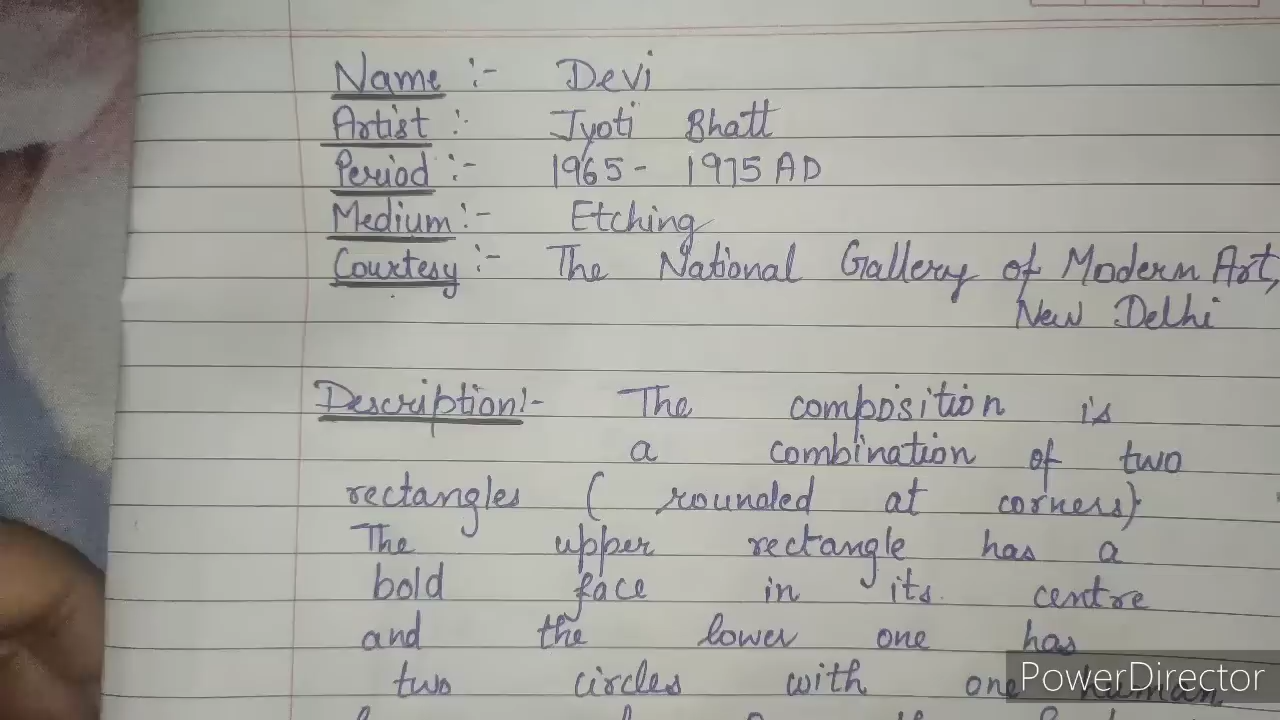 Name :- Devi
Artist :- Jyoti Bhatt
Period :- 1965 - 1975 AD
Medium :- Etching
Courtesy :- The National Gallery of Modern Art,
New Delhi
Description:- The composition is
a combination of two
rectangles ( rounded at corners)
The upper rectangle has a
bold face in its centre
and the lower one has
two circles with one human
PowerDirector